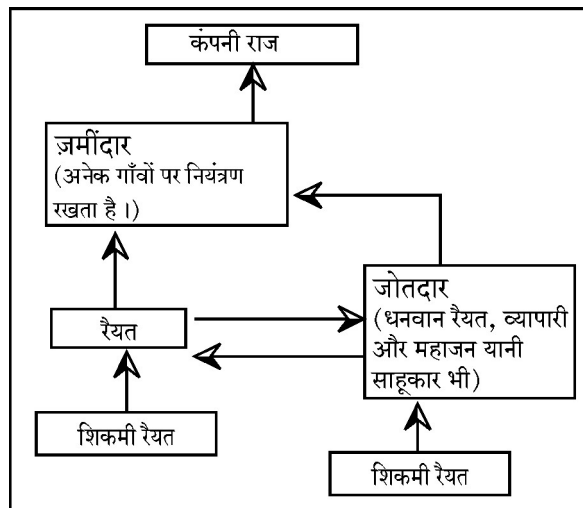 कंपनी राज
ज़मींदार
(अनेक गाँवों पर नियंत्रण
रखता है।)
रैयत
शिकमी रैयत
जोतदार
(धनवान रैयत, व्यापारी
और महाजन यानी
साहूकार भी)
शिकमी रैयत